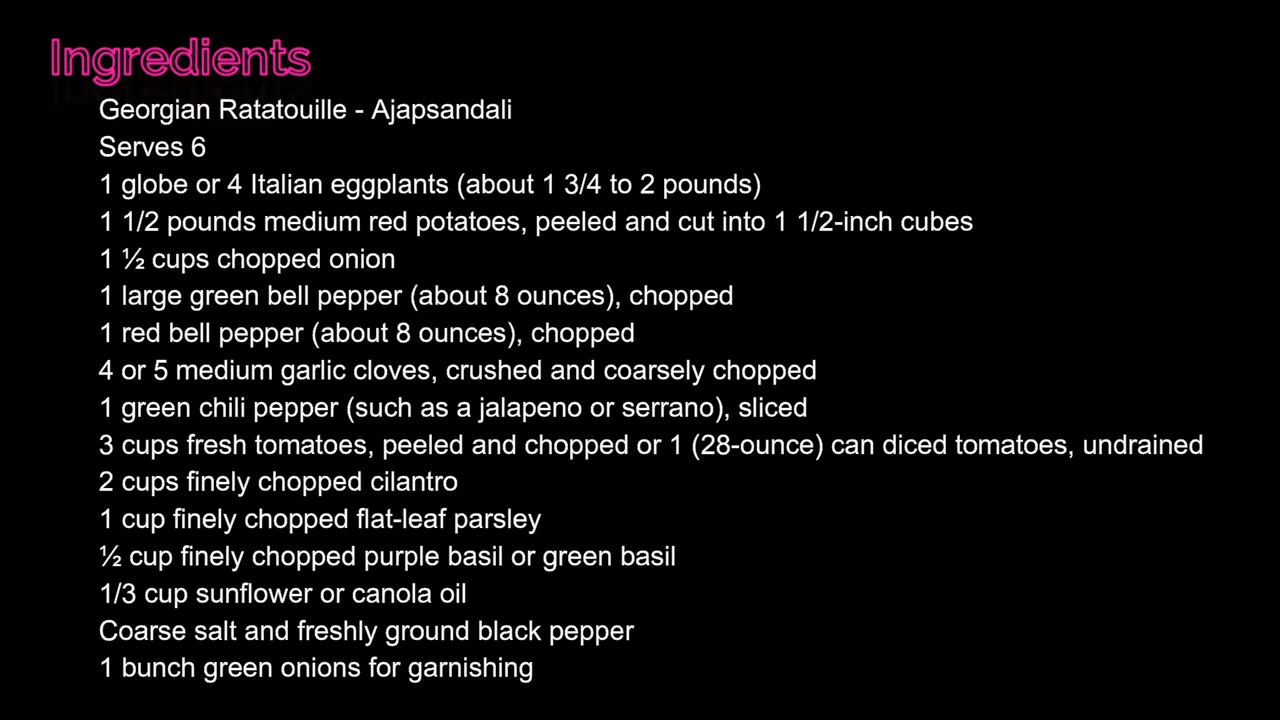 Ingredients
Georgian Ratatouille - Ajapsandali
Serves 6
1 globe or 4 Italian eggplants (about 1 3/4 to 2 pounds)
1 1/2 pounds medium red potatoes, peeled and cut into 1 1/2-inch cubes
1 ½ cups chopped onion
1 large green bell pepper (about 8 ounces), chopped
1 red bell pepper (about 8 ounces), chopped
4 or 5 medium garlic cloves, crushed and coarsely chopped
1 green chili pepper (such as a jalapeno or serrano), sliced
3 cups fresh tomatoes, peeled and chopped or 1 (28-ounce) can diced tomatoes, undrained
2 cups finely chopped cilantro
1 cup finely chopped flat-leaf parsley
½ cup finely chopped purple basil or green basil
1/3 cup sunflower or canola oil
Coarse salt and freshly ground black pepper
1 bunch green onions for garnishing